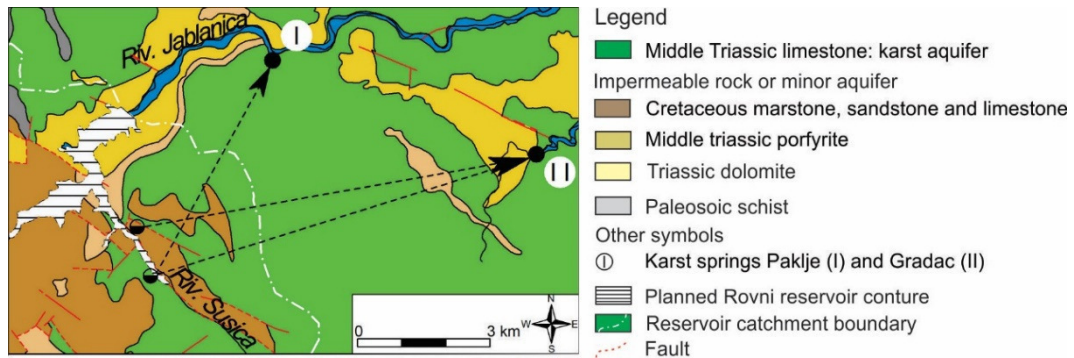 Riv. Jablanica
I
II
Riv. Susica
0 3 km
N
W E
S
Legend
Middle Triassic limestone: karst aquifer
Impermeable rock or minor aquifer
Cretaceous marstone, sandstone and limestone
Middle triassic porfyrite
Triassic dolomite
Paleosoic schist
Other symbols
I Karst springs Paklje (I) and Gradac (II)
Planned Rovni reservoir conture
Reservoir catchment boundary
Fault